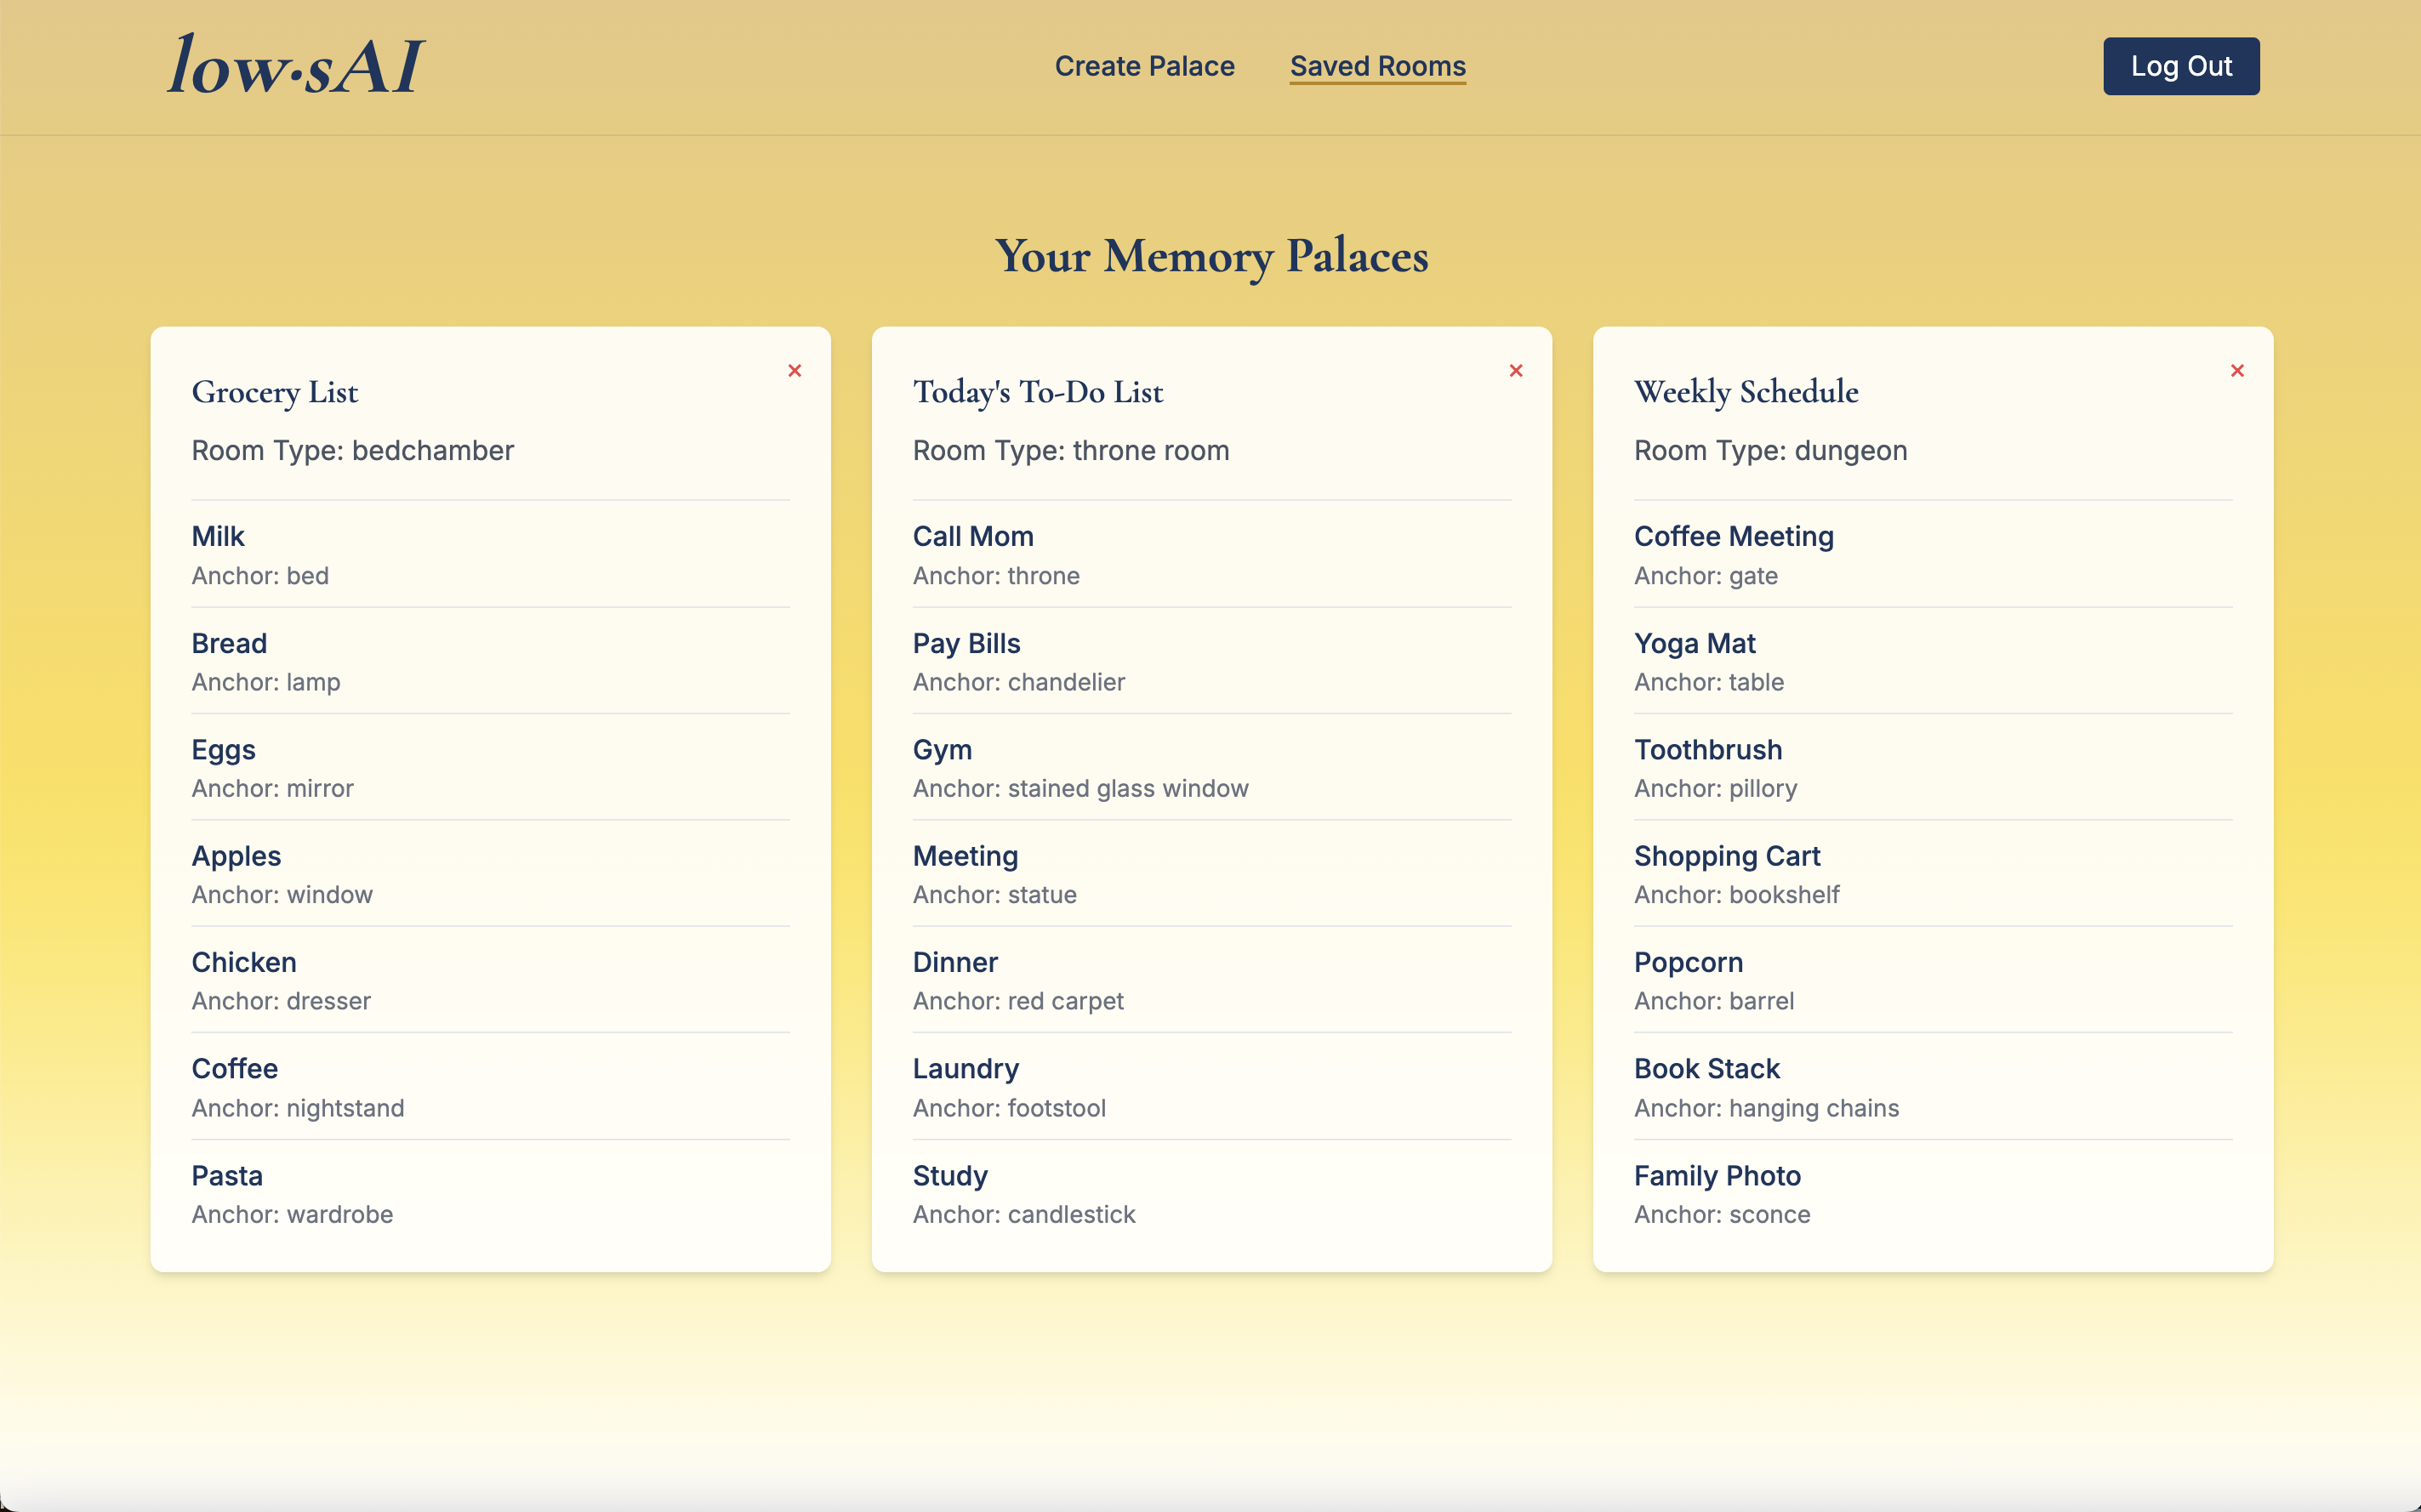 low·sAI
Create Palace
Saved Rooms
Log Out
Your Memory Palaces
×
Grocery List
Room Type: bedchamber
Milk
Anchor: bed
Bread
Anchor: lamp
Eggs
Anchor: mirror
Apples
Anchor: window
Chicken
Anchor: dresser
Coffee
Anchor: nightstand
Pasta
Anchor: wardrobe
×
Today's To-Do List
Room Type: throne room
Call Mom
Anchor: throne
Pay Bills
Anchor: chandelier
Gym
Anchor: stained glass window
Meeting
Anchor: statue
Dinner
Anchor: red carpet
Laundry
Anchor: footstool
Study
Anchor: candlestick
×
Weekly Schedule
Room Type: dungeon
Coffee Meeting
Anchor: gate
Yoga Mat
Anchor: table
Toothbrush
Anchor: pillory
Shopping Cart
Anchor: bookshelf
Popcorn
Anchor: barrel
Book Stack
Anchor: hanging chains
Family Photo
Anchor: sconce